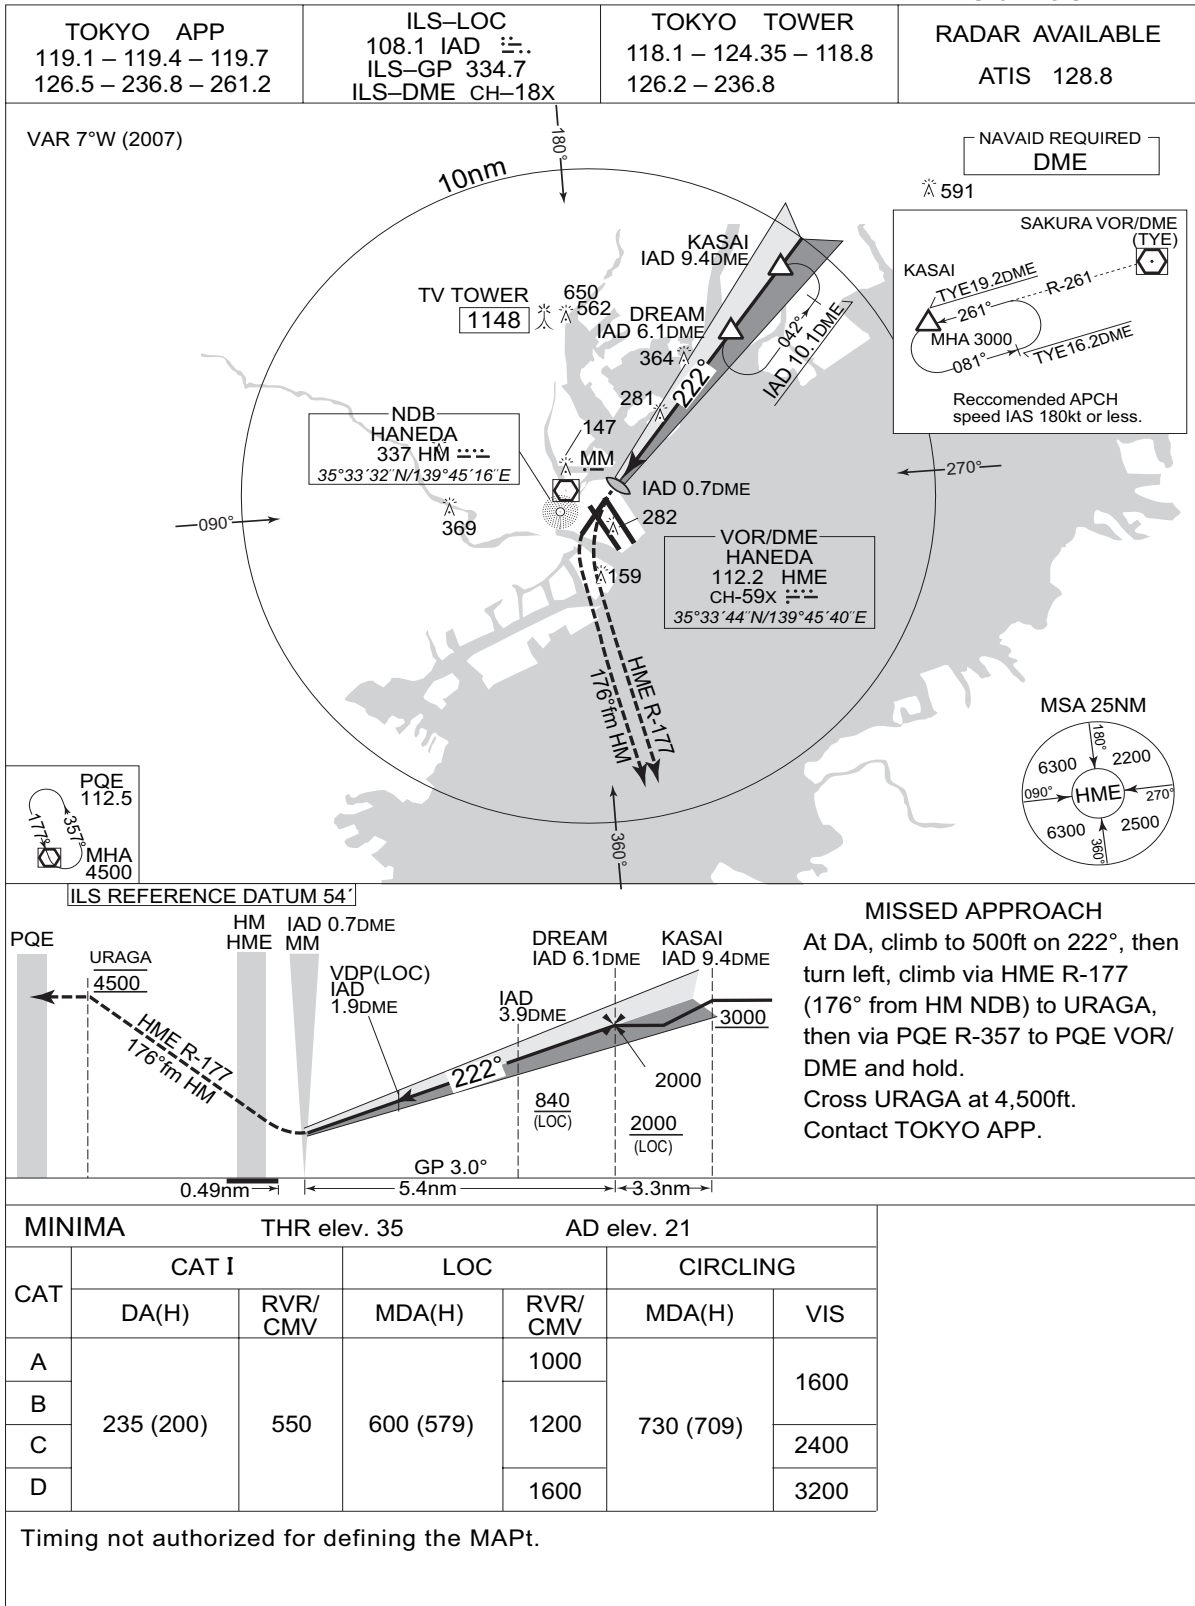 TOKYO APP
119.1 – 119.4 – 119.7
126.5 – 236.8 – 261.2
ILS–LOC
108.1 IAD
ILS–GP 334.7
ILS–DME CH–18X
TOKYO TOWER
118.1 – 124.35 – 118.8
126.2 – 236.8
RADAR AVAILABLE
ATIS 128.8
VAR 7°W (2007)
180°
10nm
NAVAID REQUIRED
DME
591
SAKURA VOR/DME
(TYE)
KASAI
TYE19.2DME
R-261
261°
MHA 3000
081°
TYE16.2DME
Reccomended APCH
speed IAS 180kt or less.
KASAI
IAD 9.4DME
TV TOWER
1148
650
562
DREAM
IAD 6.1DME
364
042°
IAD 10.1DME
281
222°
NDB
HANEDA
337 HM
35°33´32¨N/139°45´16¨E
147
MM
270°
IAD 0.7DME
090°
369
282
VOR/DME
HANEDA
112.2 HME
CH-59X
35°33´44¨N/139°45´40¨E
159
HME R-177
176°fm HM
360°
MSA 25NM
180°
6300
2200
090°
HME
270°
6300
2500
360°
PQE
112.5
177°
357°
MHA
4500
ILS REFERENCE DATUM 54´
PQE
URAGA
4500
HM
HME
IAD 0.7DME
MM
VDP(LOC)
IAD
1.9DME
IAD
3.9DME
DREAM
IAD 6.1DME
KASAI
IAD 9.4DME
3000
HME R-177
176°fm HM
222°
2000
840
(LOC)
2000
(LOC)
GP 3.0°
0.49nm
5.4nm
3.3nm
MISSED APPROACH
At DA, climb to 500ft on 222°, then
turn left, climb via HME R-177
(176° from HM NDB) to URAGA,
then via PQE R-357 to PQE VOR/
DME and hold.
Cross URAGA at 4,500ft.
Contact TOKYO APP.
MINIMA THR elev. 35 AD elev. 21
CAT CAT I LOC CIRCLING
DA(H) RVR/CMV MDA(H) RVR/CMV MDA(H) VIS
A 1000
1600
B
235 (200) 550 600 (579) 1200 730 (709)
C 2400
D 1600 3200
Timing not authorized for defining the MAPt.